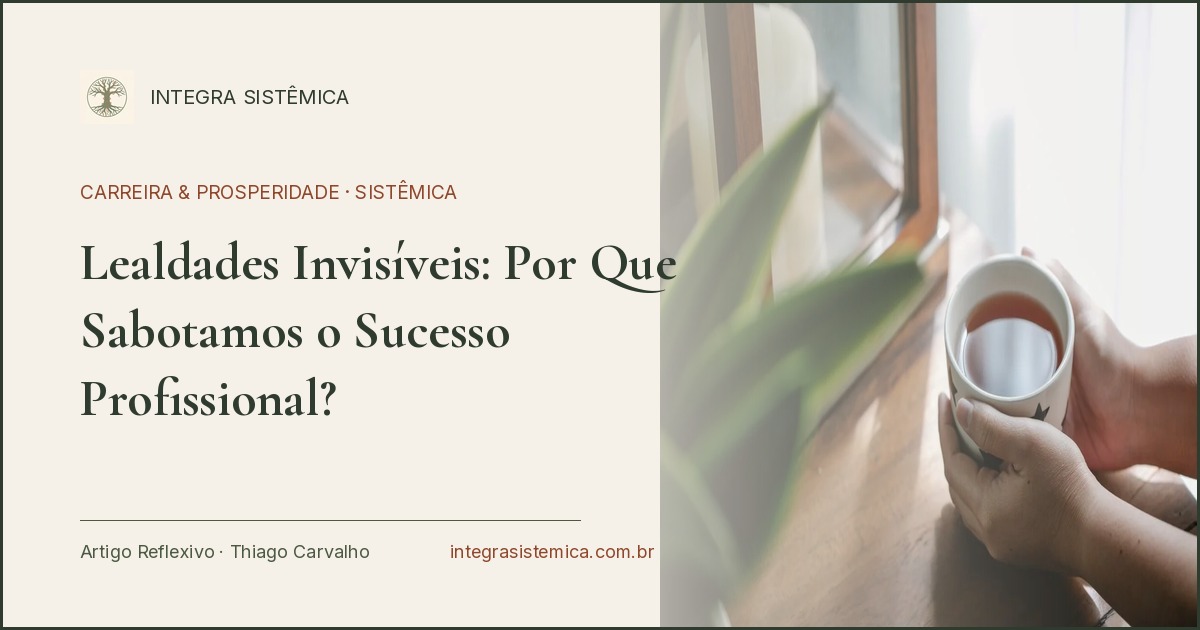 INTEGRA SISTÊMICA
CARREIRA & PROSPERIDADE · SISTÊMICA
Lealdades Invisíveis: Por Que
Sabotamos o Sucesso
Profissional?
Artigo Reflexivo · Thiago Carvalho
integrasistemica.com.br